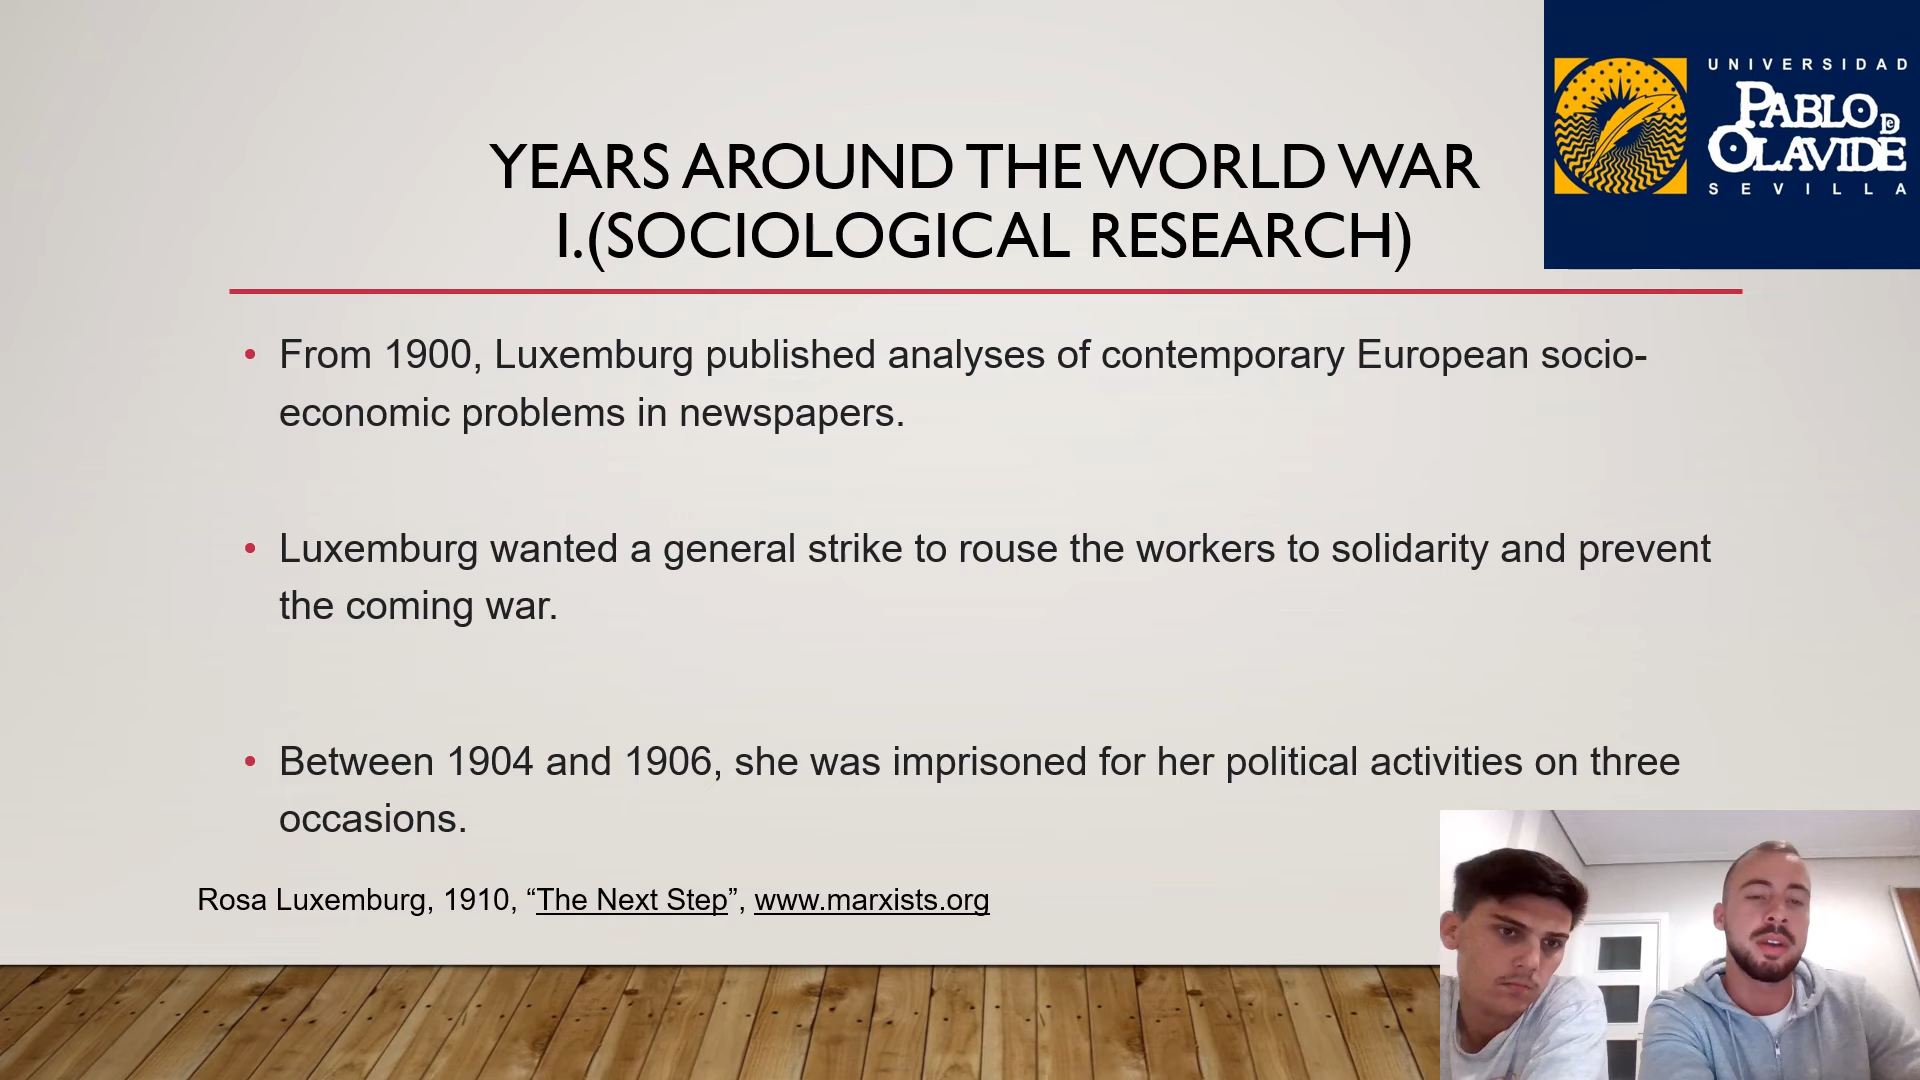 UNIVERSIDAD
PABLO DE
OLAVIDE
SEVILLA
YEARS AROUND THE WORLD WAR
I.(SOCIOLOGICAL RESEARCH)
• From 1900, Luxemburg published analyses of contemporary European socio-
economic problems in newspapers.
• Luxemburg wanted a general strike to rouse the workers to solidarity and prevent
the coming war.
• Between 1904 and 1906, she was imprisoned for her political activities on three
occasions.
Rosa Luxemburg, 1910, “The Next Step”, www.marxists.org